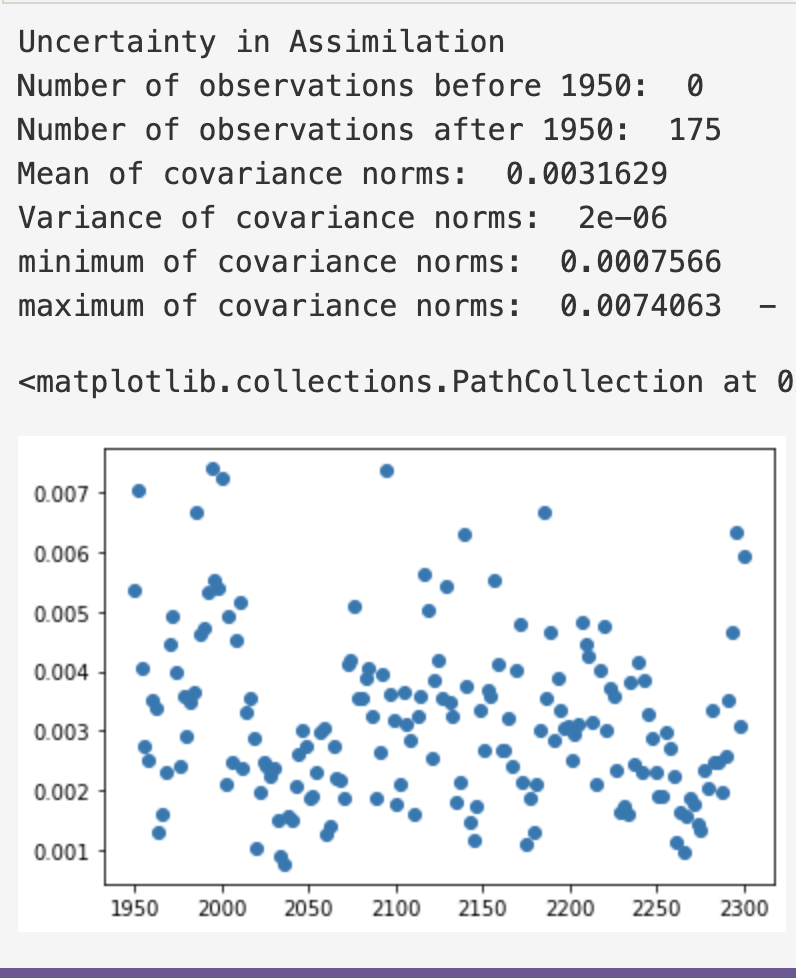 Uncertainty in Assimilation
Number of observations before 1950:  0
Number of observations after 1950:  175
Mean of covariance norms:  0.0031629
Variance of covariance norms:  2e-06
minimum of covariance norms:  0.0007566
maximum of covariance norms:  0.0074063  -
<matplotlib.collections.PathCollection at 0
0.007
0.006
0.005
0.004
0.003
0.002
0.001
1950 2000 2050 2100 2150 2200 2250 2300